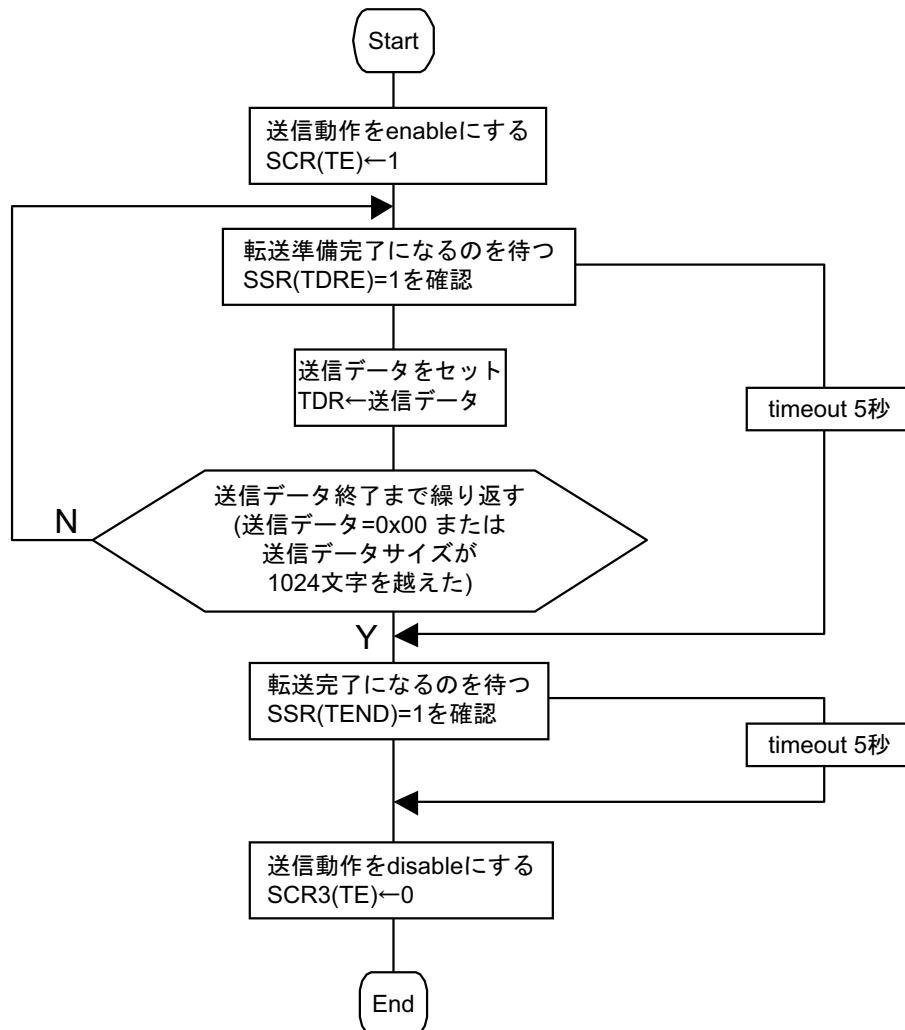 Start
送信動作をenableにする
SCR(TE)←1
転送準備完了になるのを待つ
SSR(TDRE)=1を確認
送信データをセット
TDR←送信データ
timeout 5秒
送信データ終了まで繰り返す
(送信データ=0x00 または
送信データサイズが
1024文字を越えた)
N
Y
転送完了になるのを待つ
SSR(TEND)=1を確認
timeout 5秒
送信動作をdisableにする
SCR3(TE)←0
End